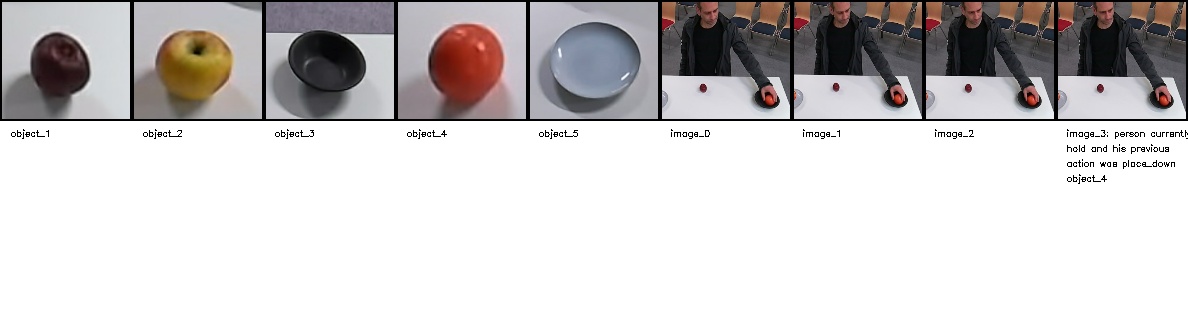 object_1
object_2
object_3
object_4
object_5
image_0
image_1
image_2
image_3: person currently
hold and his previous
action was place_down
object_4